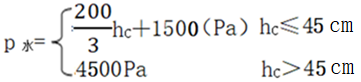 p 水= { 200/3 hc+1500(Pa) hc≤45 cm
4500Pa hc>45 cm